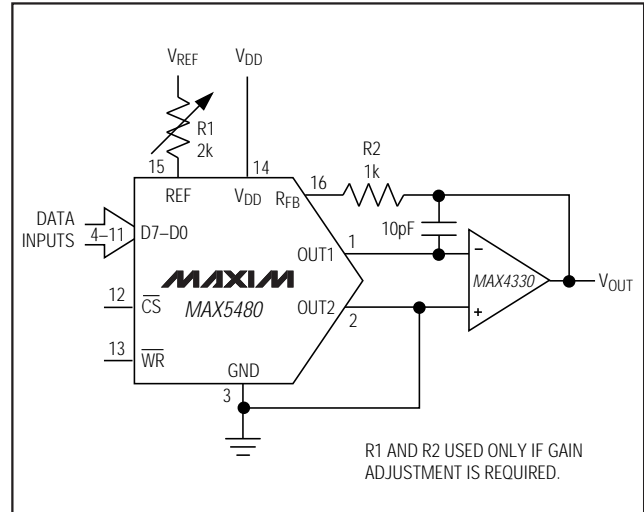 VREF
VDD
R1
2k
15
14
REF
VDD
RFB
16
R2
1k
10pF
DATA
INPUTS
4–11
D7–D0
OUT1
1
MAXIM
MAX5480
12
CS
OUT2
2
13
WR
GND
3
−
+
MAX4330
VOUT
R1 AND R2 USED ONLY IF GAIN
ADJUSTMENT IS REQUIRED.